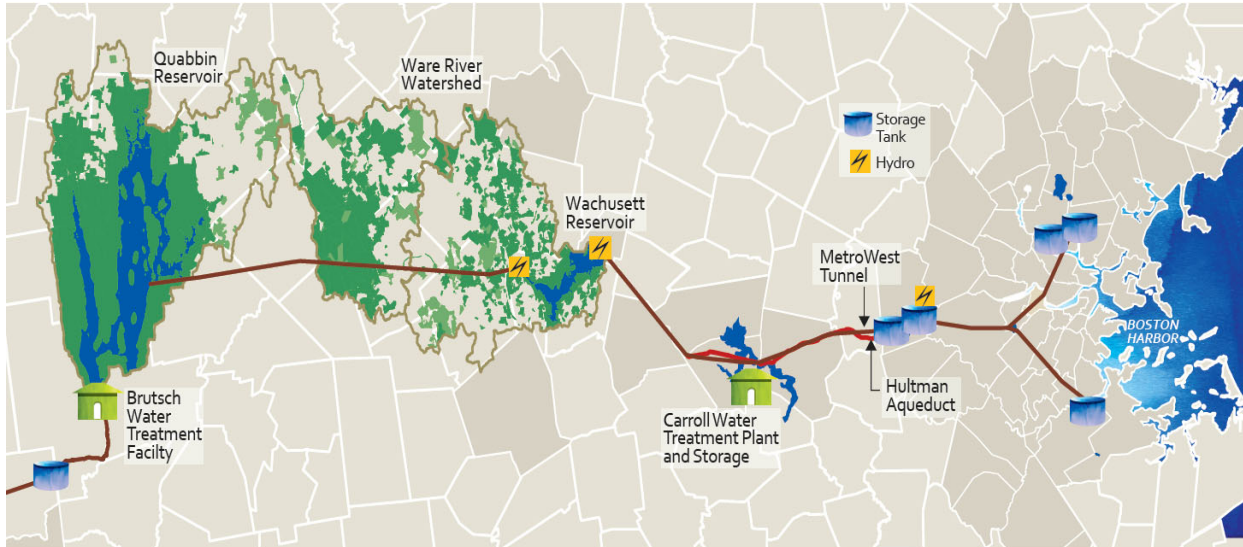 Quabbin
Reservoir
Ware River
Watershed
Storage
Tank
Hydro
Wachusett
Reservoir
MetroWest
Tunnel
BOSTON
HARBOR
Hultman
Aqueduct
Brutsch
Water
Treatment
Facilty
Carroll Water
Treatment Plant
and Storage